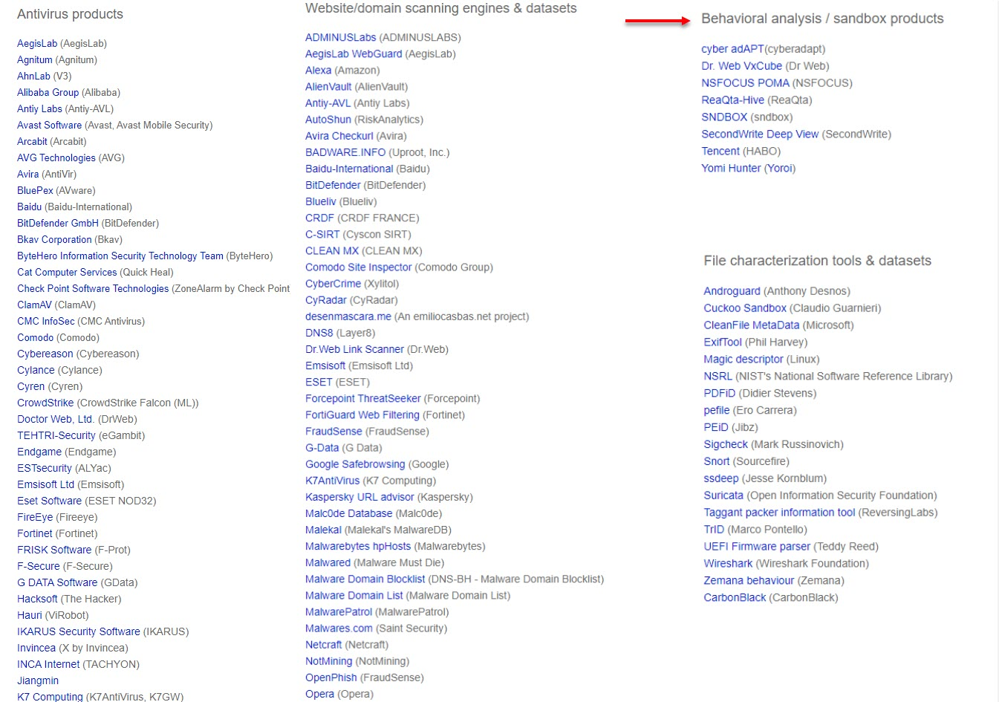 Antivirus products
AegisLab (AegisLab)
Agnitum (Agnitum)
AhnLab (V3)
Alibaba Group (Alibaba)
Antiy Labs (Antiy-AVL)
Avast Software (Avast, Avast Mobile Security)
Arcabit (Arcabit)
AVG Technologies (AVG)
Avira (AntiVir)
BluePex (AVware)
Baidu (Baidu-International)
BitDefender GmbH (BitDefender)
Bkav Corporation (Bkav)
ByteHero Information Security Technology Team (ByteHero)
Cat Computer Services (Quick Heal)
Check Point Software Technologies (ZoneAlarm by Check Point
ClamAV (ClamAV)
CMC InfoSec (CMC Antivirus)
Comodo (Comodo)
Cybereason (Cybereason)
Cylance (Cylance)
Cyren (Cyren)
CrowdStrike (CrowdStrike Falcon (ML))
Doctor Web, Ltd. (DrWeb)
TEHTRI-Security (eGambit)
Endgame (Endgame)
ESTsecurity (ALYac)
Emsisoft Ltd (Emsisoft)
Eset Software (ESET NOD32)
FireEye (Fireeye)
Fortinet (Fortinet)
FRISK Software (F-Prot)
F-Secure (F-Secure)
G DATA Software (GData)
Hacksoft (The Hacker)
Hauri (ViRobot)
IKARUS Security Software (IKARUS)
Invincea (X by Invincea)
INCA Internet (TACHYON)
Jiangmin
K7 Computing (K7AntiVirus, K7GW)
Website/domain scanning engines & datasets
ADMINUSLabs (ADMINUSLABS)
AegisLab WebGuard (AegisLab)
Alexa (Amazon)
AlienVault (AlienVault)
Antiy-AVL (Antiy Labs)
AutoShun (RiskAnalytics)
Avira Checkurl (Avira)
BADWARE.INFO (Uproot, Inc.)
Baidu-International (Baidu)
BitDefender (BitDefender)
Blueliv (Blueliv)
CRDF (CRDF FRANCE)
C-SIRT (Cyscon SIRT)
CLEAN MX (CLEAN MX)
Comodo Site Inspector (Comodo Group)
CyberCrime (Xylitol)
CyRadar (CyRadar)
desenmascara.me (An emiliocasbas.net project)
DNS8 (Layer8)
Dr.Web Link Scanner (Dr.Web)
Emsisoft (Emsisoft Ltd)
ESET (ESET)
Forcepoint ThreatSeeker (Forcepoint)
FortiGuard Web Filtering (Fortinet)
FraudSense (FraudSense)
G-Data (G Data)
Google Safebrowsing (Google)
K7AntiVirus (K7 Computing)
Kaspersky URL advisor (Kaspersky)
Malc0de Database (Malc0de)
Malekal (Malekal's MalwareDB)
Malwarebytes hpHosts (Malwarebytes)
Malwared (Malware Must Die)
Malware Domain Blocklist (DNS-BH - Malware Domain Blocklist)
Malware Domain List (Malware Domain List)
MalwarePatrol (MalwarePatrol)
Malwares.com (Saint Security)
Netcraft (Netcraft)
NotMining (NotMining)
OpenPhish (FraudSense)
Opera (Opera)
Behavioral analysis / sandbox products
cyber adAPT(cyberadapt)
Dr. Web VxCube (Dr Web)
NSFOCUS POMA (NSFOCUS)
ReaQta-Hive (ReaQta)
SNDBOX (sndbox)
SecondWrite Deep View (SecondWrite)
Tencent (HABO)
Yomi Hunter (Yoroi)
File characterization tools & datasets
Androguard (Anthony Desnos)
Cuckoo Sandbox (Claudio Guarnieri)
CleanFile MetaData (Microsoft)
ExifTool (Phil Harvey)
Magic descriptor (Linux)
NSRL (NIST's National Software Reference Library)
PDFiD (Didier Stevens)
pefile (Ero Carrera)
PEiD (Jibz)
Sigcheck (Mark Russinovich)
Snort (Sourcefire)
ssdeep (Jesse Kornblum)
Suricata (Open Information Security Foundation)
Taggant packer information tool (ReversingLabs)
TrID (Marco Pontello)
UEFI Firmware parser (Teddy Reed)
Wireshark (Wireshark Foundation)
Zemana behaviour (Zemana)
CarbonBlack (CarbonBlack)